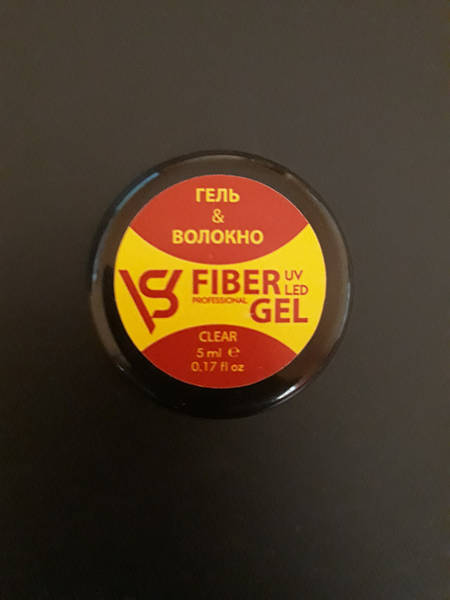 ГЕЛЬ
&
ВОЛОКНО
VS FIBER UV
LED
PROFESSIONAL GEL
CLEAR
5 ml ℮
0.17 fl oz